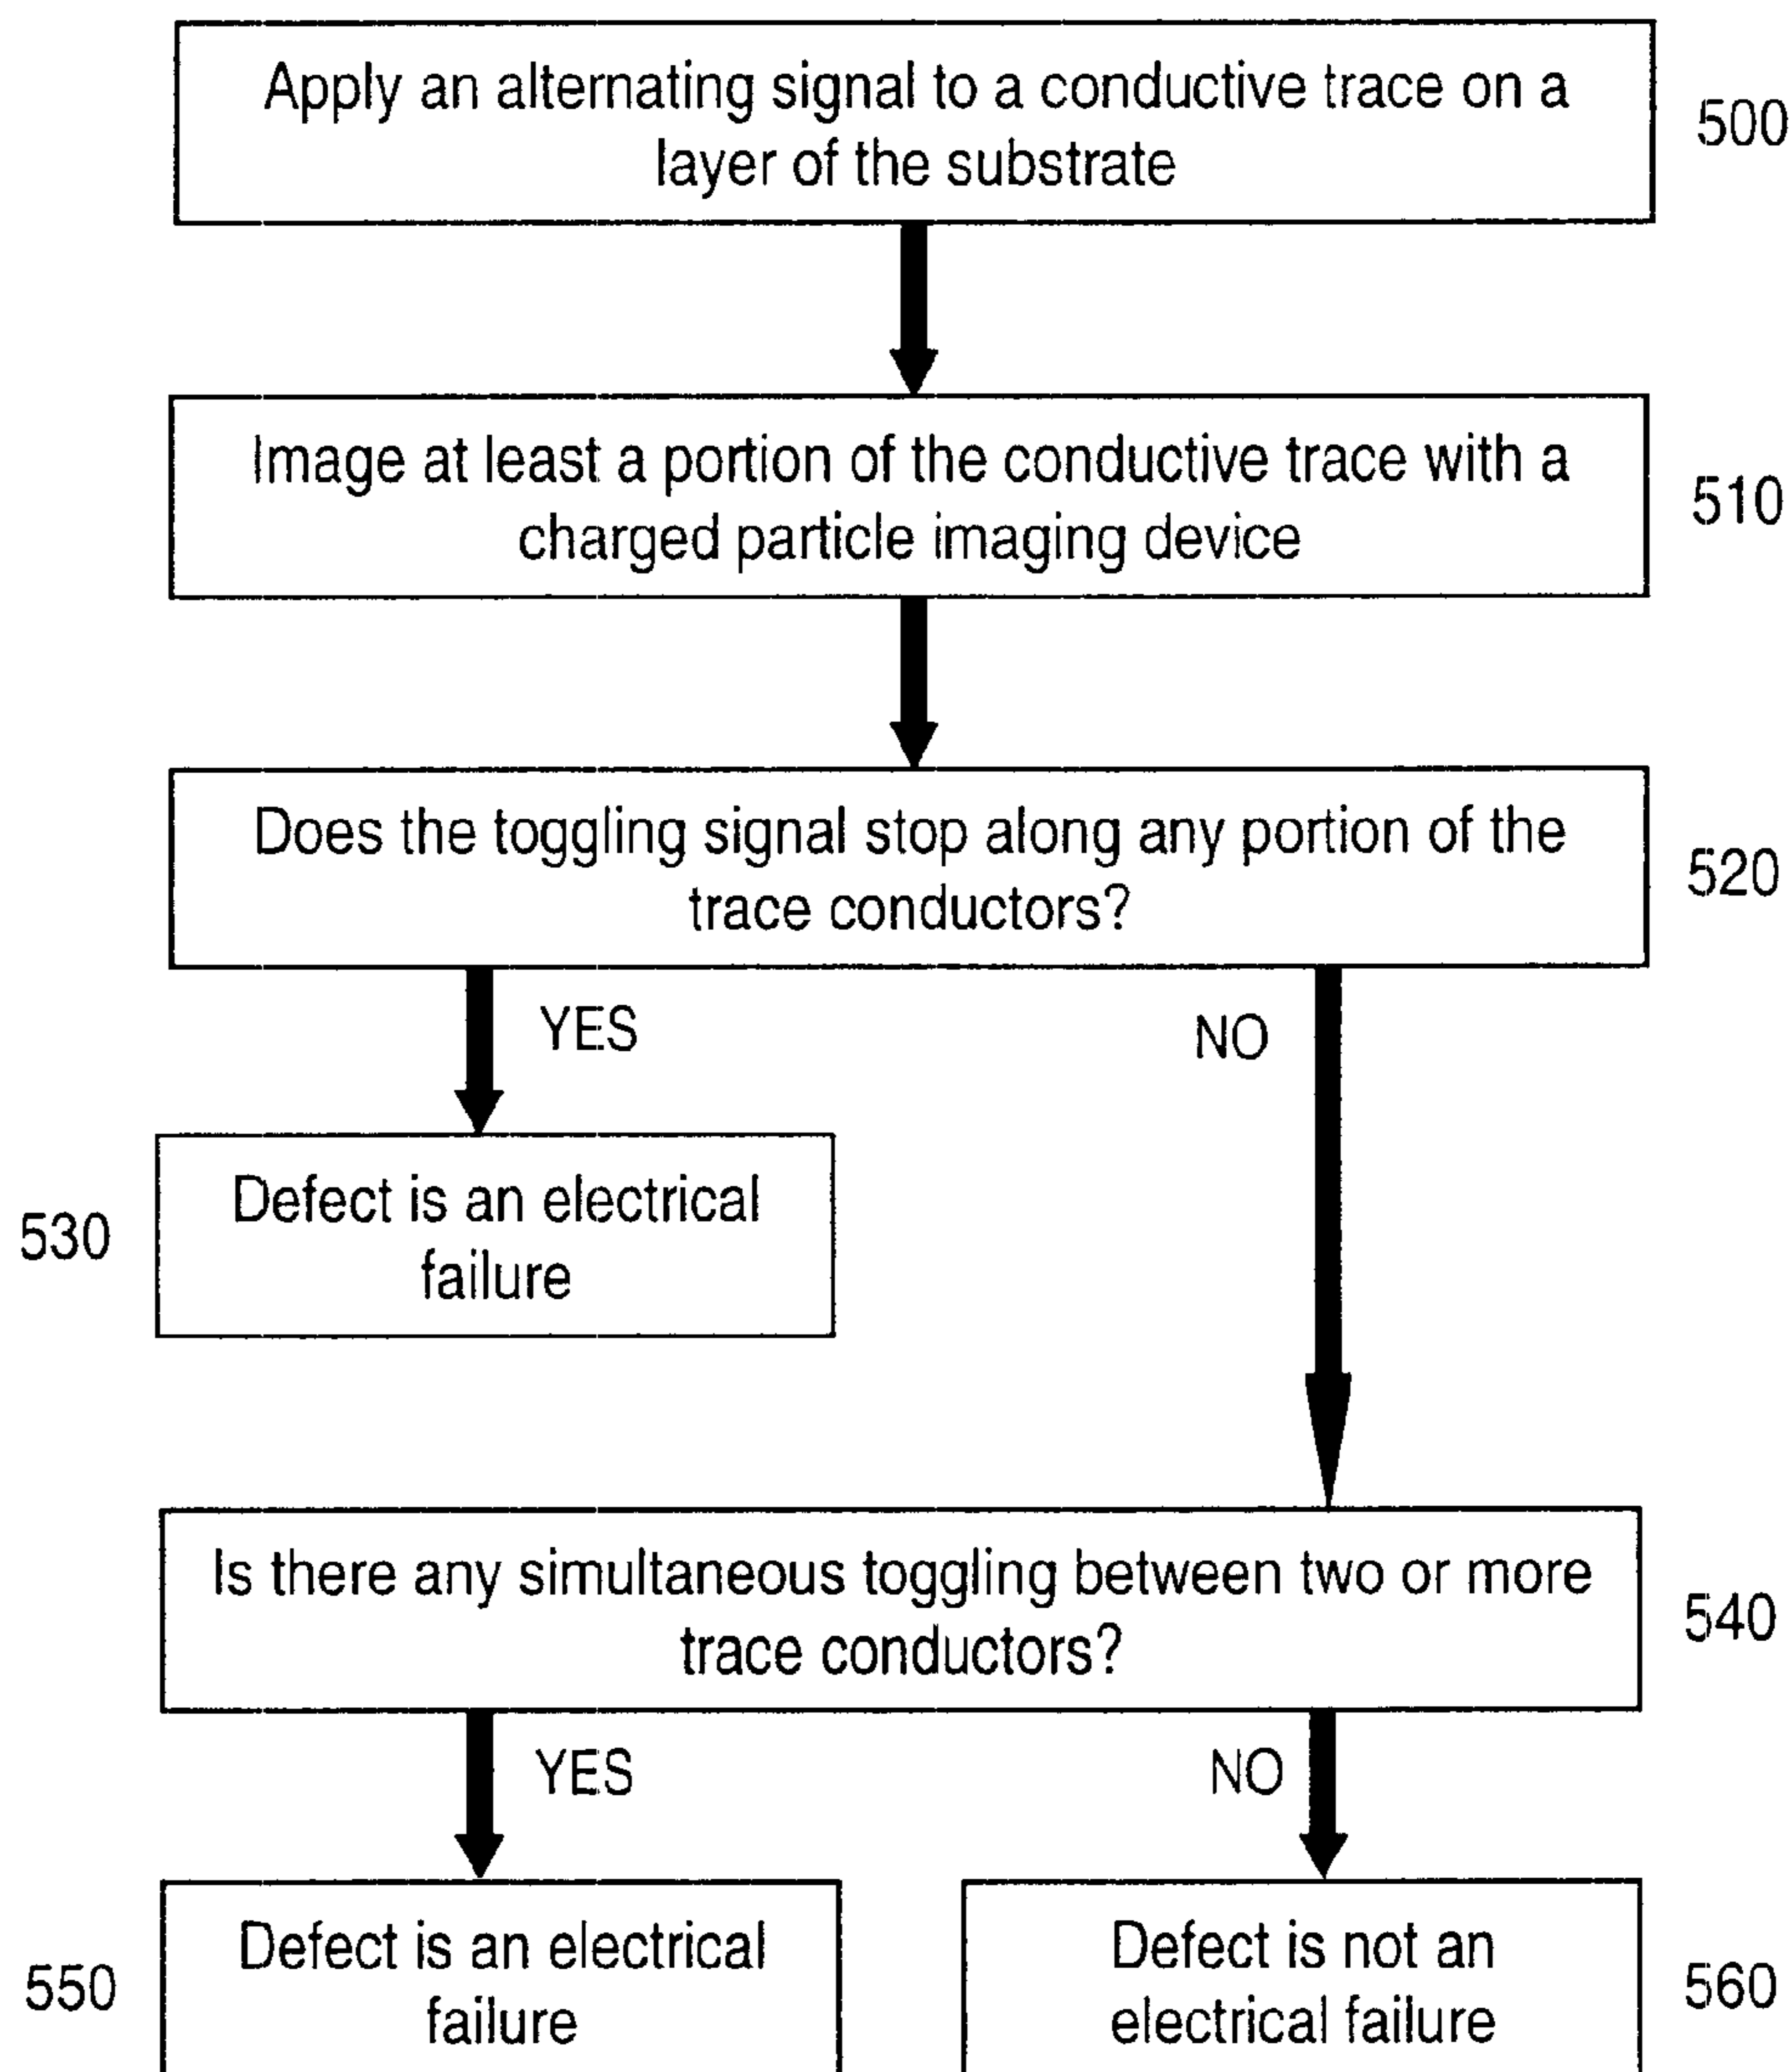 Apply an alternating signal to a conductive trace on a
layer of the substrate
500
Image at least a portion of the conductive trace with a
charged particle imaging device
510
Does the toggling signal stop along any portion of the
trace conductors?
520
YES
NO
530
Defect is an electrical
failure
Is there any simultaneous toggling between two or more
trace conductors?
540
YES
NO
550
Defect is an electrical
failure
Defect is not an
electrical failure
560